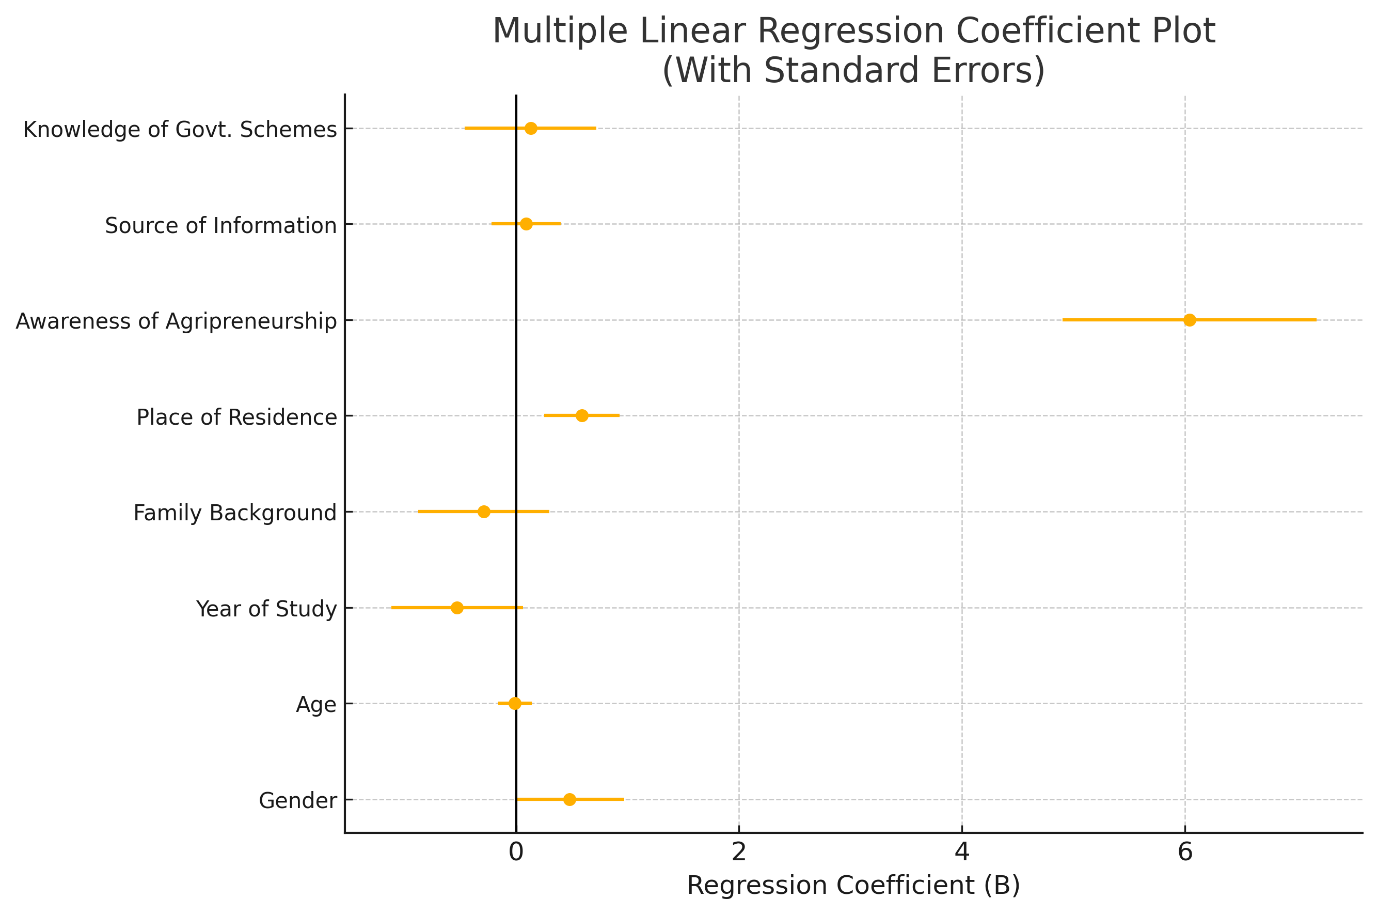 Multiple Linear Regression Coefficient Plot
(With Standard Errors)
Knowledge of Govt. Schemes
Source of Information
Awareness of Agripreneurship
Place of Residence
Family Background
Year of Study
Age
Gender
0 2 4 6
Regression Coefficient (B)